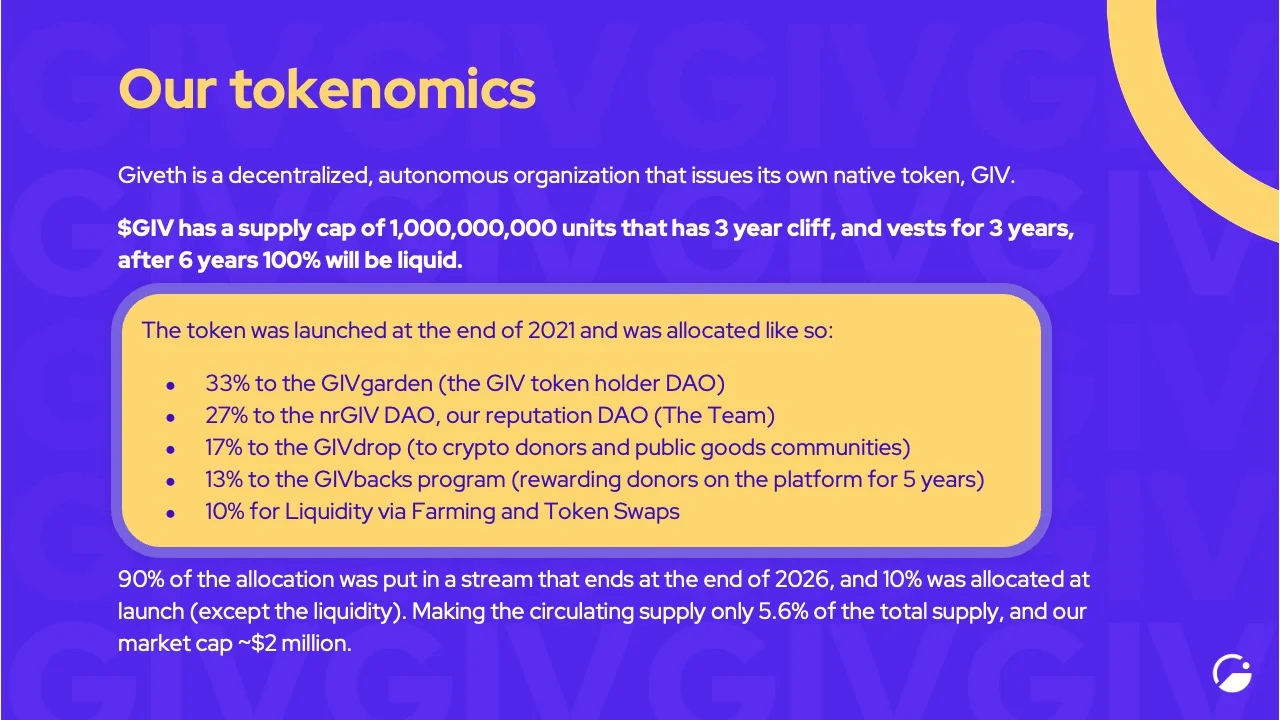 Our tokenomics
Giveth is a decentralized, autonomous organization that issues its own native token, GIV.
$GIV has a supply cap of 1,000,000,000 units that has 3 year cliff, and vests for 3 years,
after 6 years 100% will be liquid.
The token was launched at the end of 2021 and was allocated like so:
● 33% to the GIVgarden (the GIV token holder DAO)
● 27% to the nrGIV DAO, our reputation DAO (The Team)
● 17% to the GIVdrop (to crypto donors and public goods communities)
● 13% to the GIVbacks program (rewarding donors on the platform for 5 years)
● 10% for Liquidity via Farming and Token Swaps
90% of the allocation was put in a stream that ends at the end of 2026, and 10% was allocated at
launch (except the liquidity). Making the circulating supply only 5.6% of the total supply, and our
market cap ~$2 million.